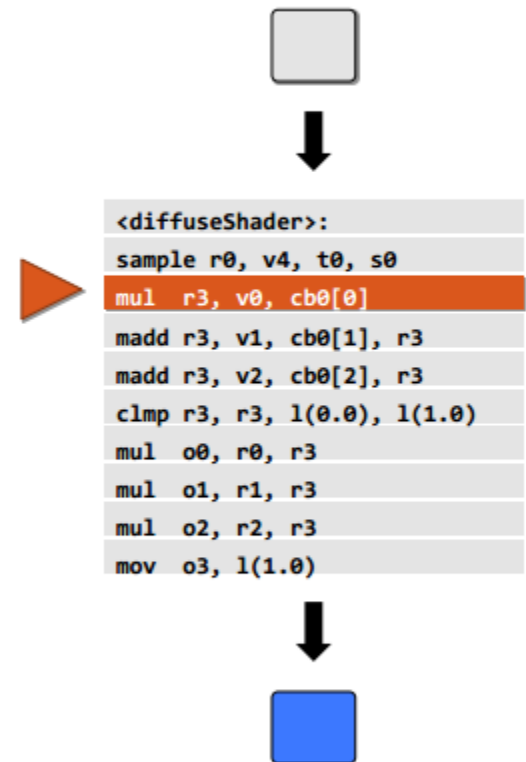 <diffuseShader>:
sample r0, v4, t0, s0
mul  r3, v0, cb0[0]
madd r3, v1, cb0[1], r3
madd r3, v2, cb0[2], r3
clmp r3, r3, l(0.0), l(1.0)
mul  o0, r0, r3
mul  o1, r1, r3
mul  o2, r2, r3
mov  o3, l(1.0)